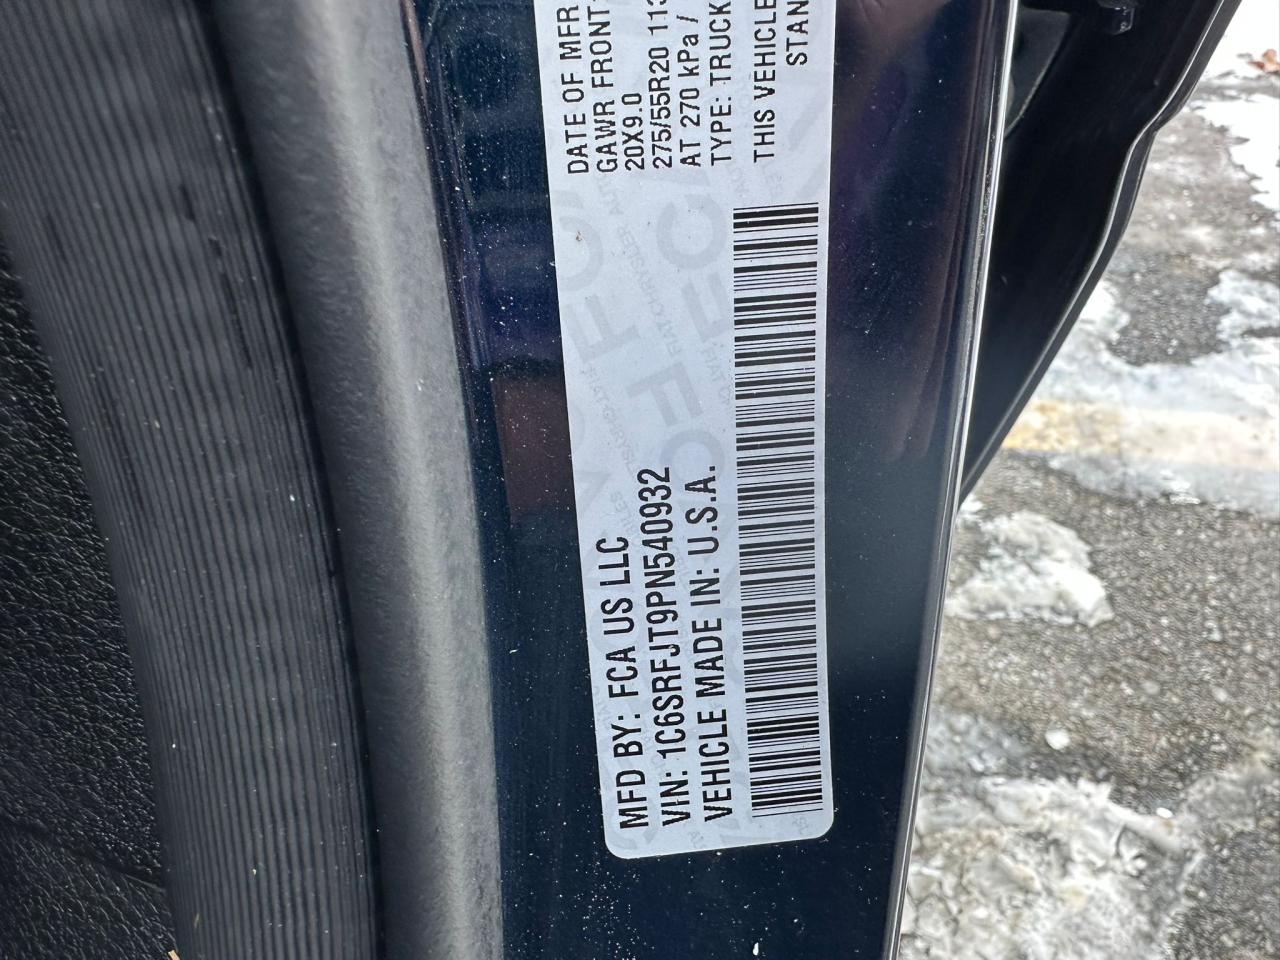 MFD BY: FCA US LLC
VIN: 1C6SRFJT9PN540932
VEHICLE MADE IN: U.S.A.
DATE OF MFR
GAWR FRONT:
20X9.0
275/55R20 113
AT 270 kPa /
TYPE: TRUCK
THIS VEHICLE
STAN